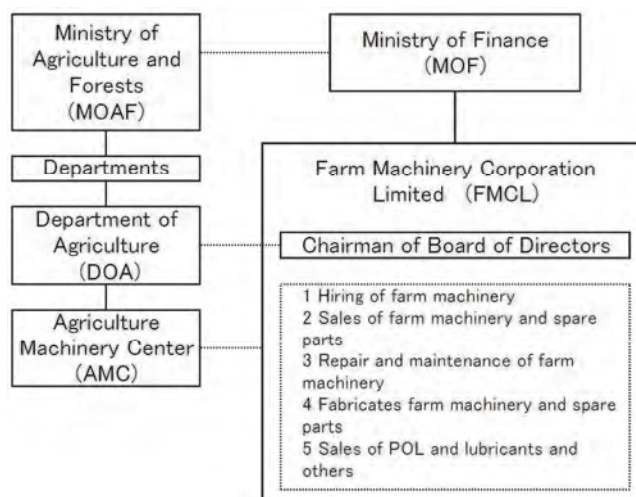 Ministry of
Agriculture and
Forests
(MOAF)
Ministry of Finance
(MOF)
Departments
Department of
Agriculture
(DOA)
Agriculture
Machinery Center
(AMC)
Farm Machinery Corporation
Limited (FMCL)
Chairman of Board of Directors
1 Hiring of farm machinery
2 Sales of farm machinery and spare
parts
3 Repair and maintenance of farm
machinery
4 Fabricates farm machinery and spare
parts
5 Sales of POL and lubricants and
others